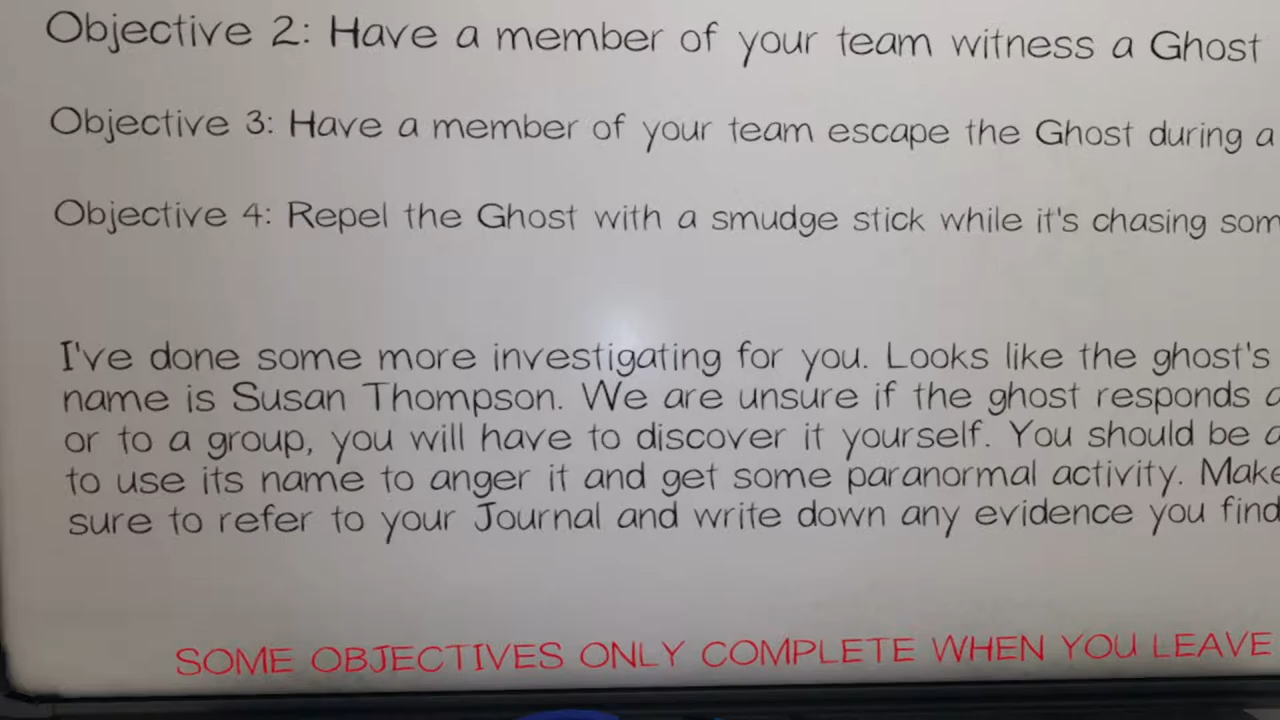 Objective 2: Have a member of your team witness a Ghost
Objective 3: Have a member of your team escape the Ghost during a
Objective 4: Repel the Ghost with a smudge stick while it's chasing
I've done some more investigating for you. Looks like the ghost's
name is Susan Thompson. We are unsure if the ghost responds
or to a group, you will have to discover it yourself. You should be
to use its name to anger it and get some paranormal activity. Make
sure to refer to your Journal and write down any evidence you find
SOME OBJECTIVES ONLY COMPLETE WHEN YOU LEAVE